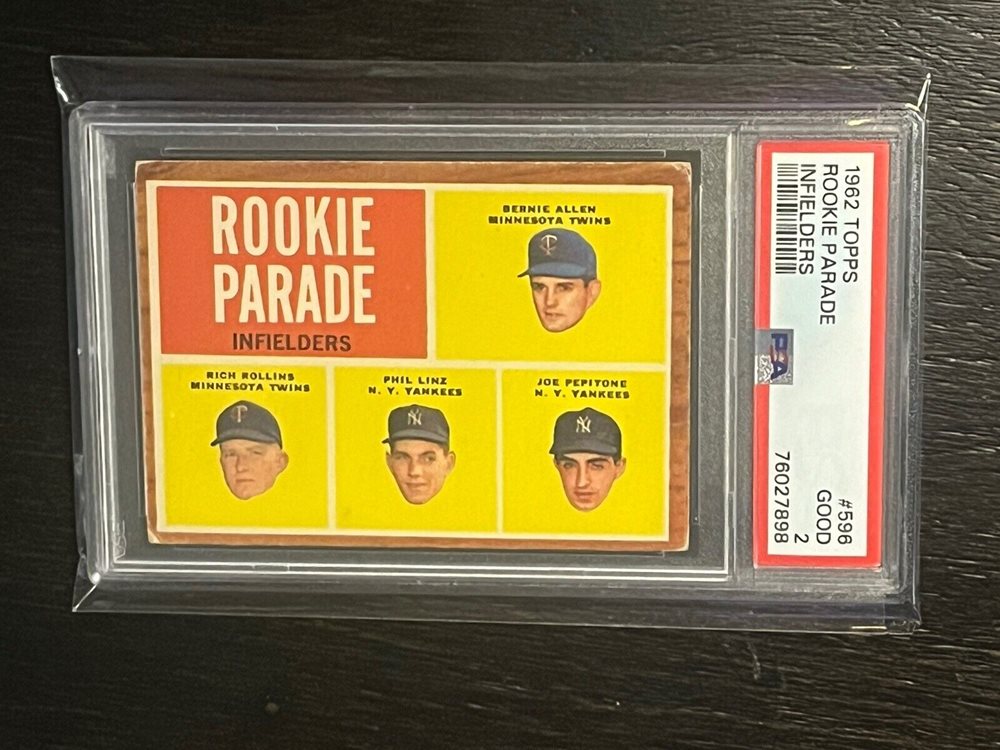 ROOKIE
PARADE
INFIELDERS
BERNIE ALLEN
MINNESOTA TWINS
RICH ROLLINS
MINNESOTA TWINS
PHIL LINZ
N. Y. YANKEES
JOE PEPITONE
N. Y. YANKEES
1962 TOPPS
ROOKIE PARADE
INFIELDERS
PSA
#596
GOOD
2
76027898